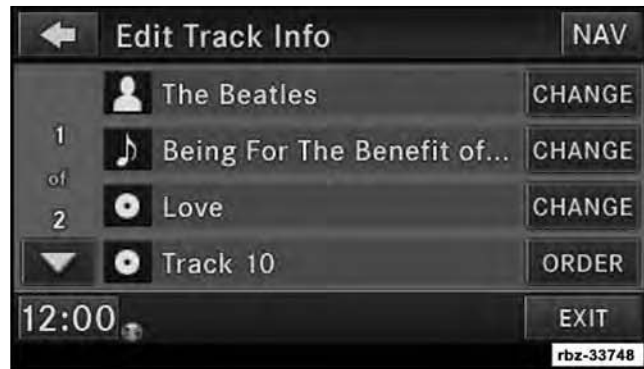 Edit Track Info NAV
The Beatles CHANGE
1 Being For The Benefit of... CHANGE
of
2 Love CHANGE
Track 10 ORDER
12:00 EXIT
rbz-33748